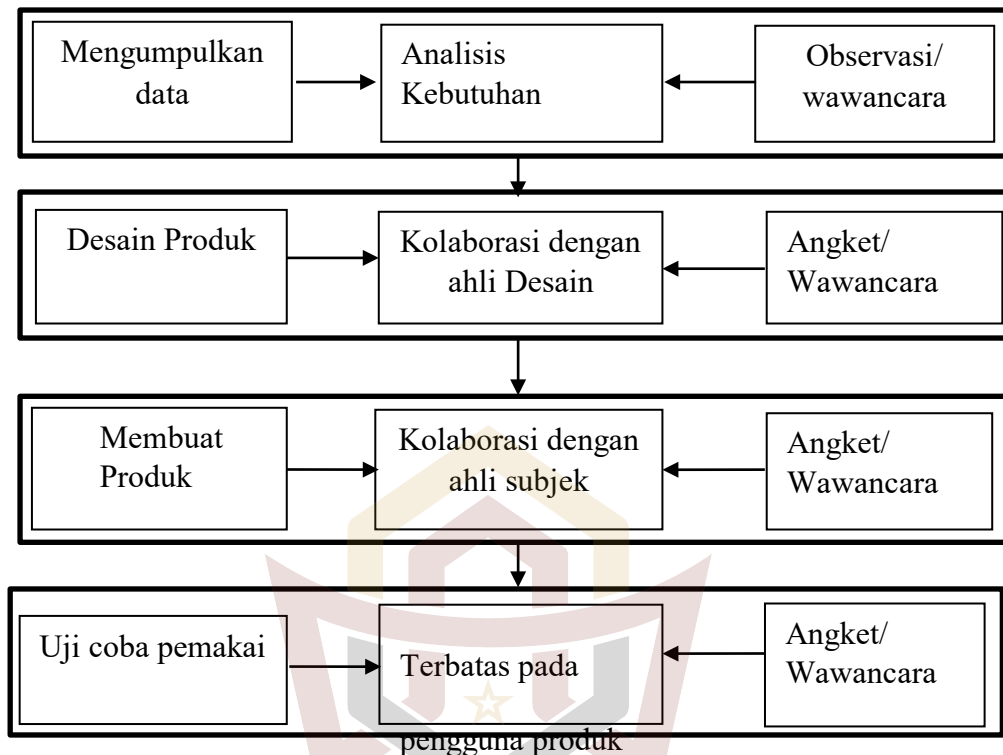 Mengumpulkan
data
Analisis
Kebutuhan
Observasi/
wawancara
Desain Produk
Kolaborasi dengan
ahli Desain
Angket/
Wawancara
Membuat
Produk
Kolaborasi dengan
ahli subjek
Angket/
Wawancara
Uji coba pemakai
Terbatas pada
pengguna produk
Angket/
Wawancara